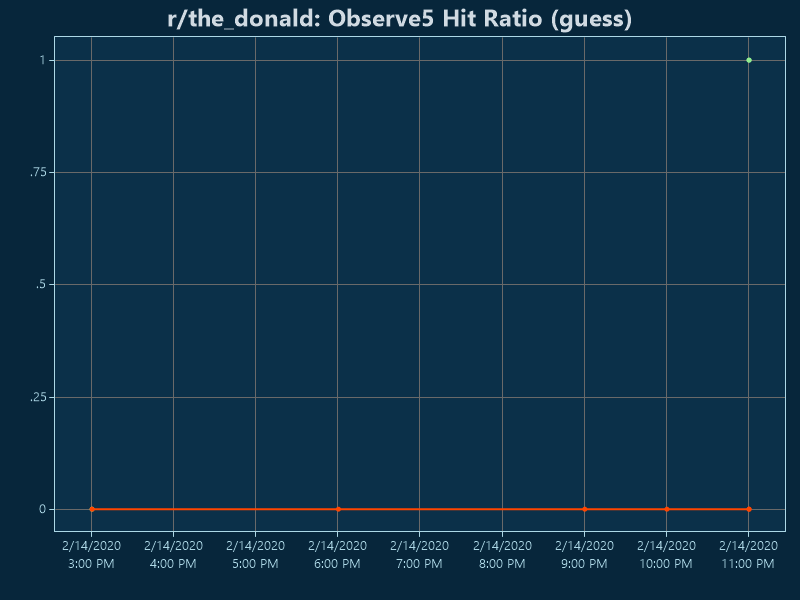 r/the_donald: Observe5 Hit Ratio (guess)
1
.75
.5
.25
0
2/14/2020 2/14/2020 2/14/2020 2/14/2020 2/14/2020 2/14/2020 2/14/2020 2/14/2020 2/14/2020
3:00 PM 4:00 PM 5:00 PM 6:00 PM 7:00 PM 8:00 PM 9:00 PM 10:00 PM 11:00 PM